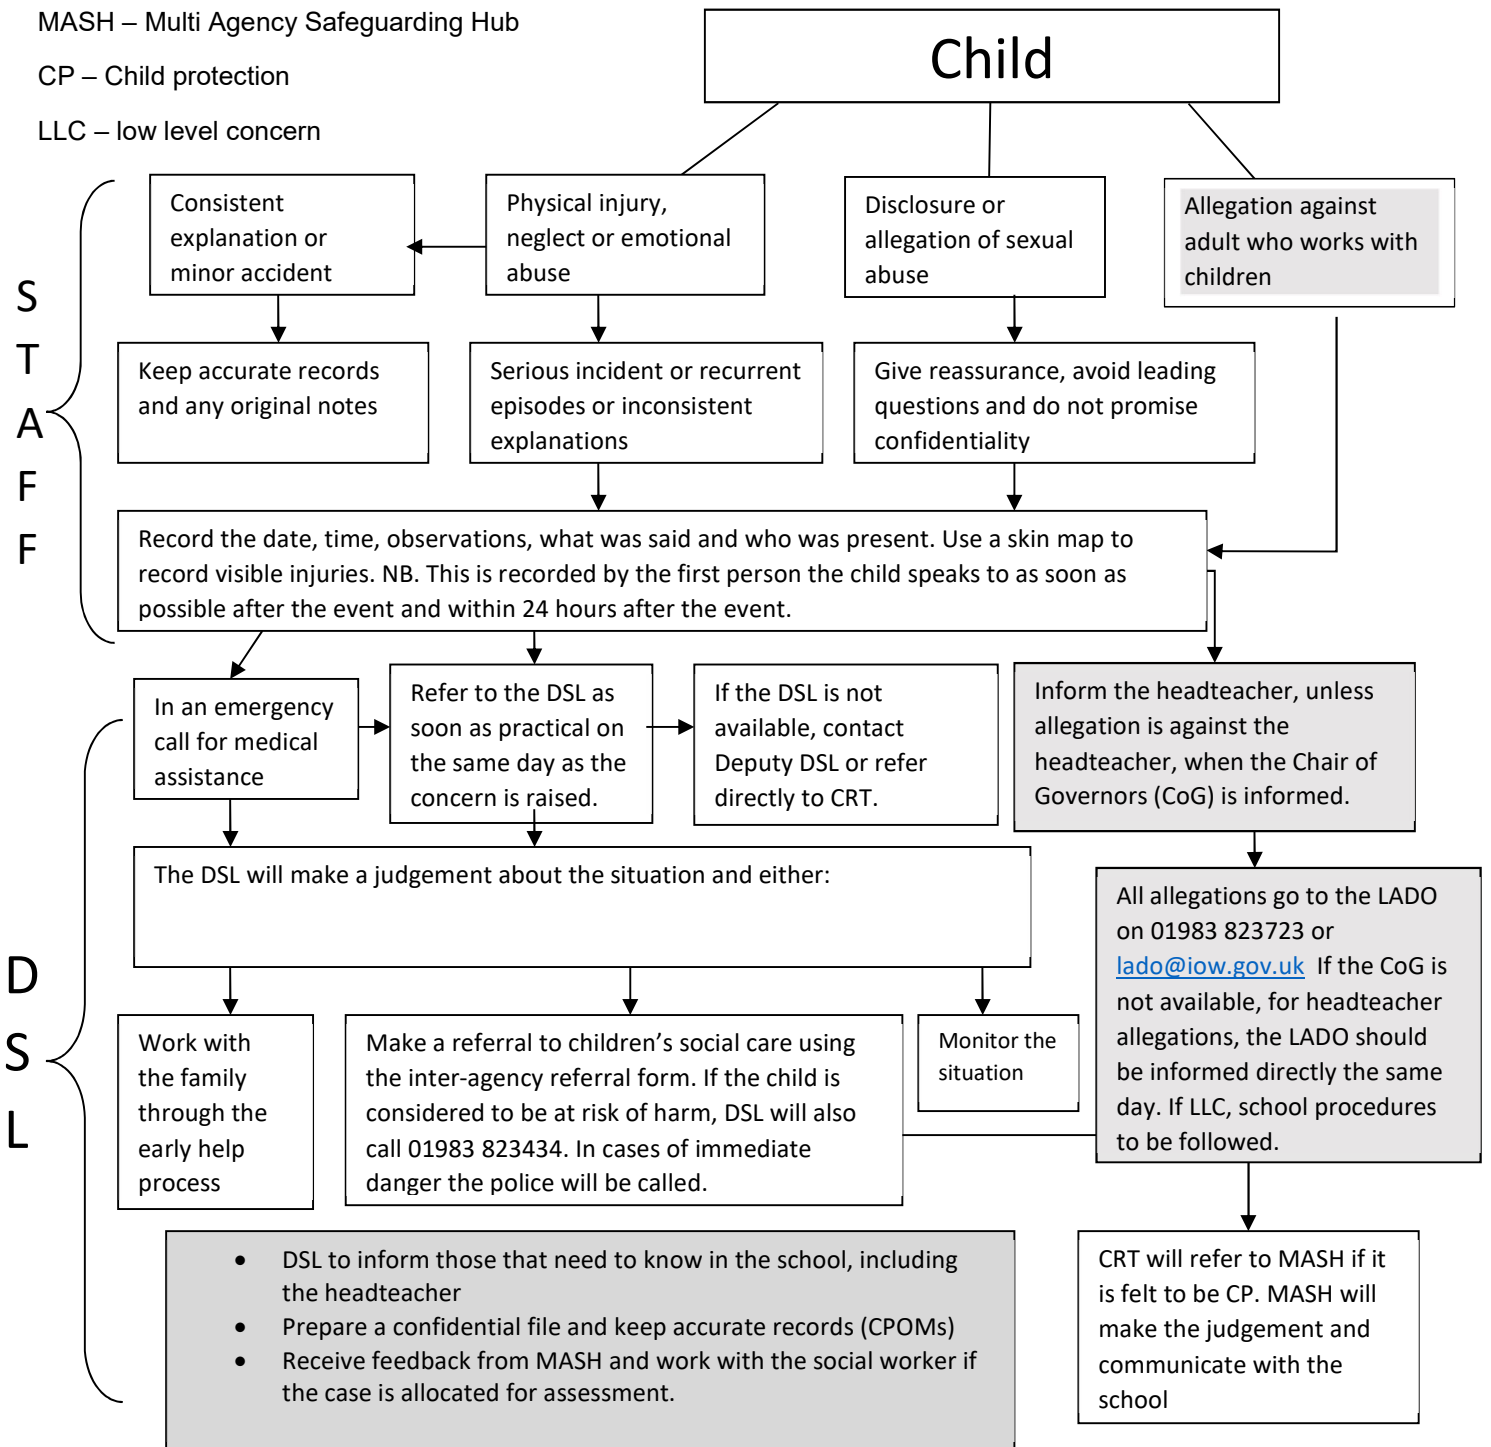 MASH – Multi Agency Safeguarding Hub
CP – Child protection
LLC – low level concern
Child
S
T
A
F
F
Consistent
explanation or
minor accident
Physical injury,
neglect or emotional
abuse
Disclosure or
allegation of sexual
abuse
Allegation against
adult who works with
children
Keep accurate records
and any original notes
Serious incident or recurrent
episodes or inconsistent
explanations
Give reassurance, avoid leading
questions and do not promise
confidentiality
Record the date, time, observations, what was said and who was present. Use a skin map to
record visible injuries. NB. This is recorded by the first person the child speaks to as soon as
possible after the event and within 24 hours after the event.
D
S
L
In an emergency
call for medical
assistance
Refer to the DSL as
soon as practical on
the same day as the
concern is raised.
If the DSL is not
available, contact
Deputy DSL or refer
directly to CRT.
Inform the headteacher, unless
allegation is against the
headteacher, when the Chair of
Governors (CoG) is informed.
The DSL will make a judgement about the situation and either:
All allegations go to the LADO
on 01983 823723 or
lado@iow.gov.uk If the CoG is
not available, for headteacher
allegations, the LADO should
be informed directly the same
day. If LLC, school procedures
to be followed.
Work with
the family
through the
early help
process
Make a referral to children’s social care using
the inter-agency referral form. If the child is
considered to be at risk of harm, DSL will also
call 01983 823434. In cases of immediate
danger the police will be called.
Monitor the
situation
• DSL to inform those that need to know in the school, including
the headteacher
• Prepare a confidential file and keep accurate records (CPOMs)
• Receive feedback from MASH and work with the social worker if
the case is allocated for assessment.
CRT will refer to MASH if it
is felt to be CP. MASH will
make the judgement and
communicate with the
school